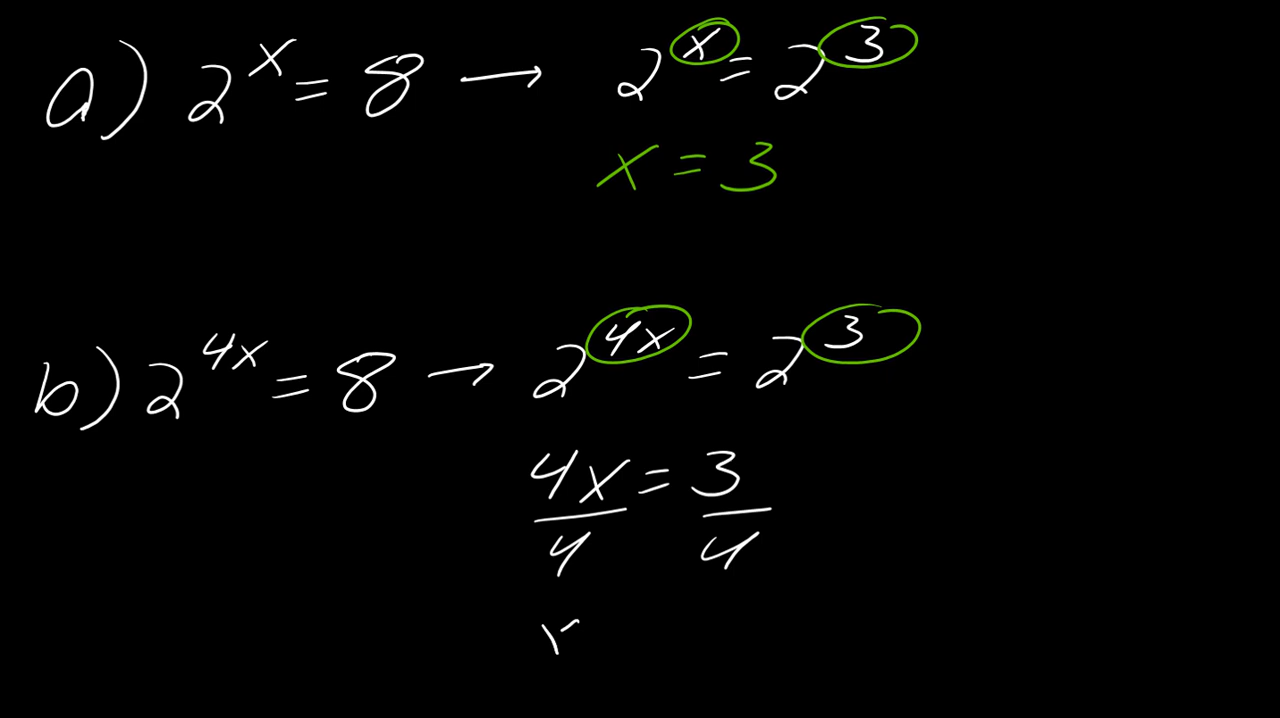 a) 2^x = 8 → 2^x = 2^3
x = 3
b) 2^{4x} = 8 → 2^{4x} = 2^3
4x = 3
4 4